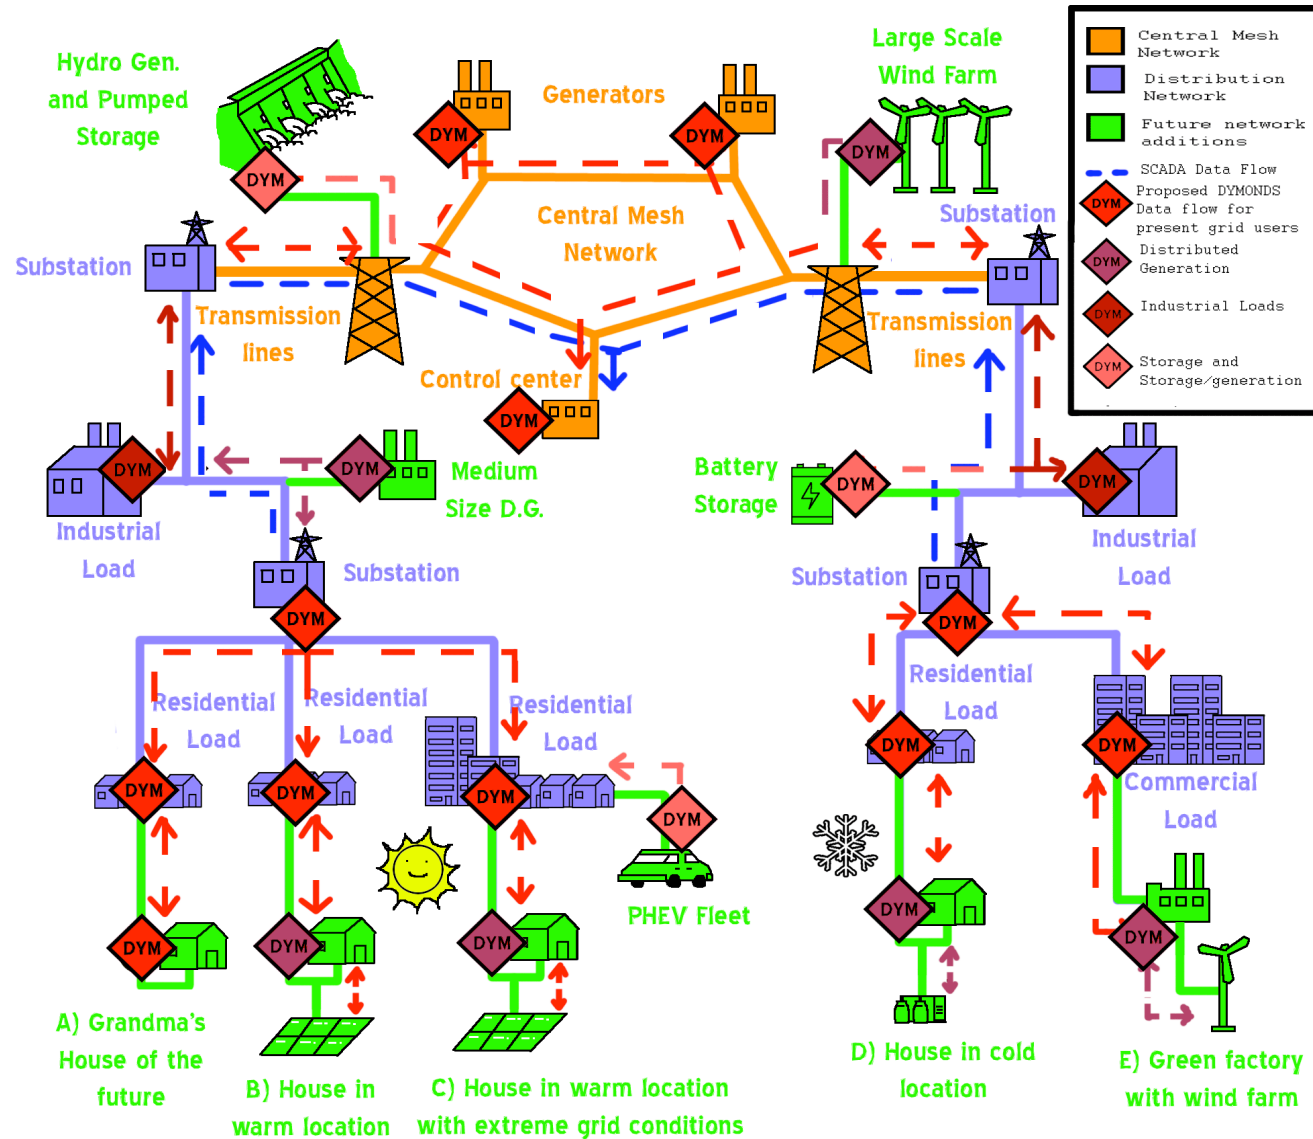 Hydro Gen.
and Pumped
Storage
DYM
Generators
DYM
DYM
Large Scale
Wind Farm
DYM
Central Mesh
Network
Substation
Transmission
lines
Substation
Transmission
lines
Control center
DYM
Central Mesh
Network
Distribution
Network
Future network
additions
SCADA Data Flow
DYM
Proposed DYMONDS
Data flow for
present grid users
DYM
Distributed
Generation
DYM
Industrial Loads
DYM
Storage and
Storage/generation
DYM
Industrial
Load
DYM
Medium
Size D.G.
Substation
DYM
Battery
Storage
DYM
DYM
Industrial
Load
Substation
DYM
Residential
Load
DYM
Residential
Load
DYM
Residential
Load
DYM
DYM
PHEV Fleet
Residential
Load
DYM
DYM
Commercial
Load
DYM
DYM
DYM
DYM
DYM
A) Grandma's
House of the
future
B) House in
warm location
C) House in warm location
with extreme grid conditions
D) House in cold
location
E) Green factory
with wind farm